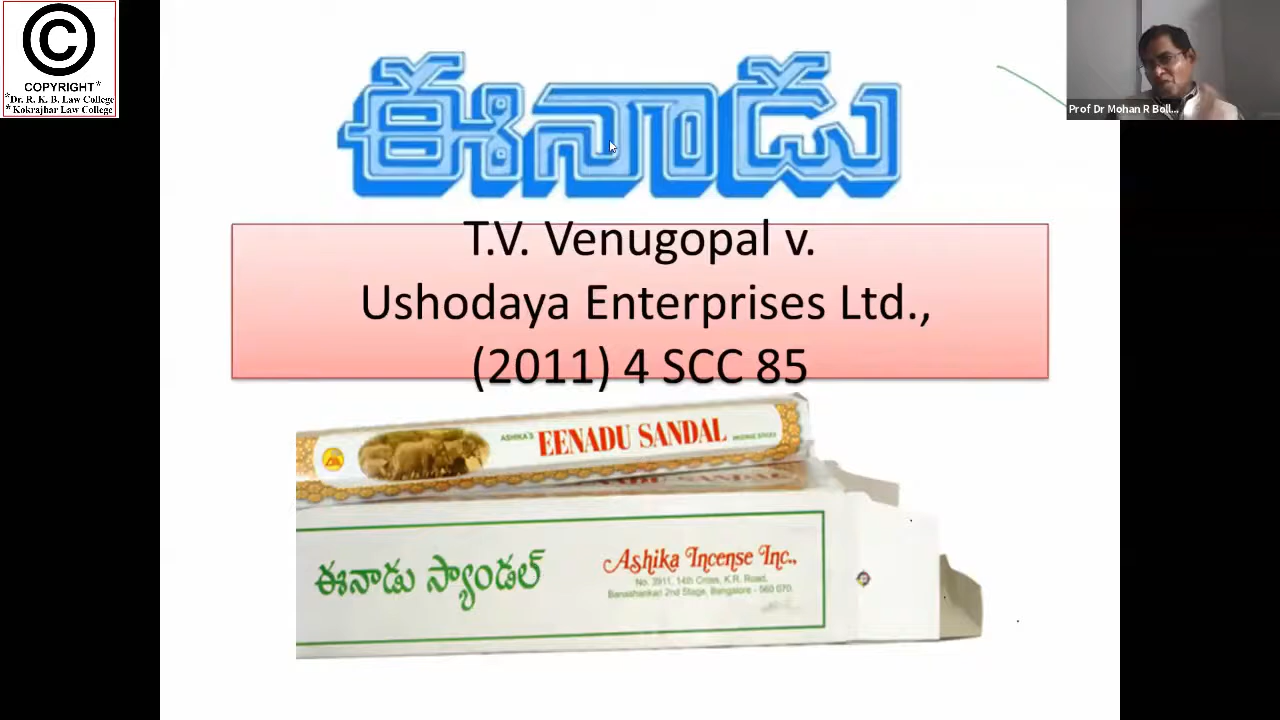 COPYRIGHT*
*Dr. R. K. B. Law College
*Kokrajhar Law College
Prof Dr Mohan R Boll...
ఈనాడు
T.V. Venugopal v.
Ushodaya Enterprises Ltd.,
(2011) 4 SCC 85
ASHIKA'S EENADU SANDAL INCENSE STICKS
ఈనాడు స్యాండల్
Ashika Incense Inc.,
No. 3911, 14th Cross, K.R. Road,
Banashankari 2nd Stage, Bangalore - 560 070.